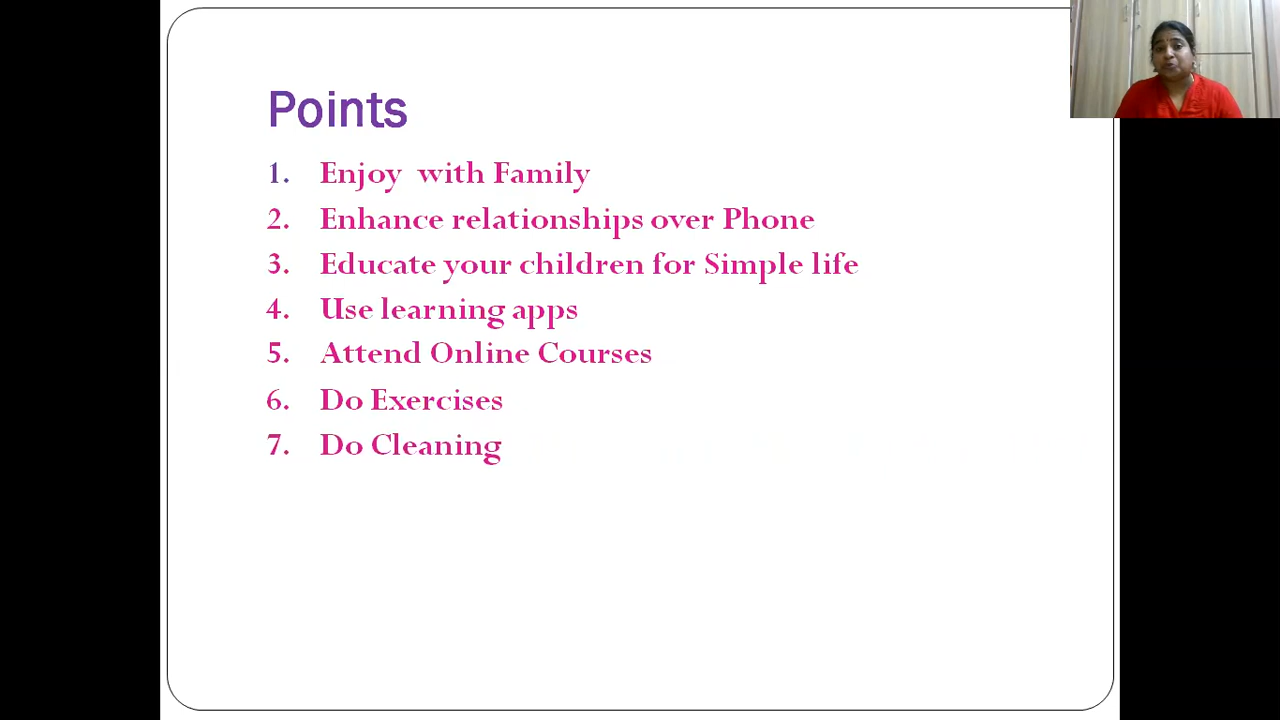 Points
1. Enjoy with Family
2. Enhance relationships over Phone
3. Educate your children for Simple life
4. Use learning apps
5. Attend Online Courses
6. Do Exercises
7. Do Cleaning